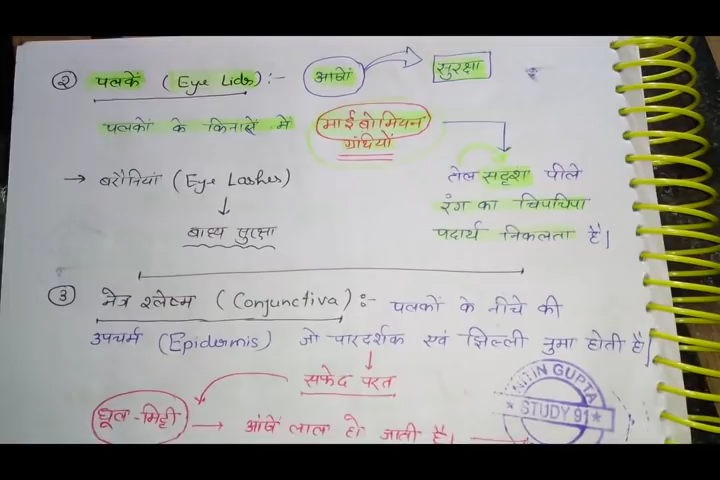 ② पलकें (Eye Lids) :- आंखों सुरक्षा
पलकों के किनारों में माईबोमियन ग्रंथियों
→ बरौनियां (Eye Lashes) तेल सदृश पीले
रंग का चिपचिपा
बाह्य सुरक्षा पदार्थ निकलता है।
③ नेत्र श्लेष्म (Conjunctiva) :- पलकों के नीचे की
उपचर्म (Epidermis) जो पारदर्शक एवं झिल्ली नुमा होती है।
सफेद परत
धूल-मिट्टी → आंखें लाल हो जाती है।
NITIN GUPTA
★ STUDY 91 ★